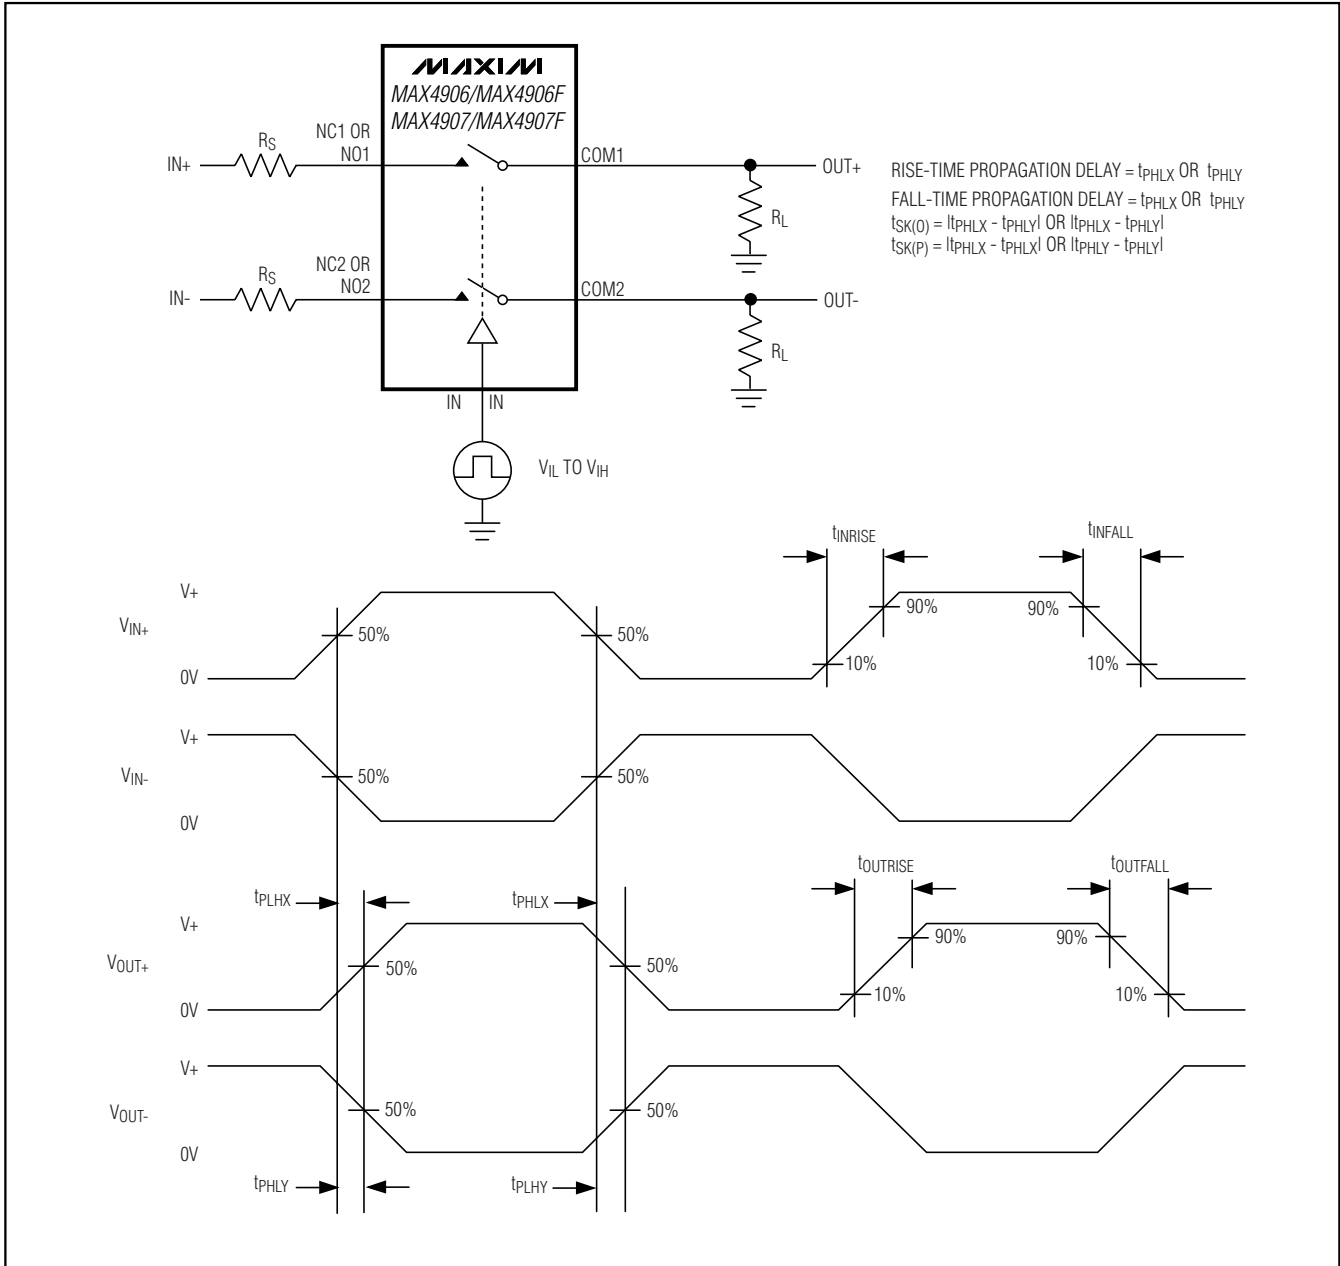 MAXIM
MAX4906/MAX4906F
MAX4907/MAX4907F
IN+
RS
NC1 OR
NO1
COM1
OUT+
RL
RISE-TIME PROPAGATION DELAY = tPHLX OR tPHLY
FALL-TIME PROPAGATION DELAY = tPHLX OR tPHLY
tSK(O) = |tPHLX - tPHLY| OR |tPHLX - tPHLY|
tSK(P) = |tPHLX - tPHLX| OR |tPHLY - tPHLY|
IN-
RS
NC2 OR
NO2
COM2
OUT-
RL
IN
IN
VIL TO VIH
tINRISE
tINFALL
V+
VIN+
0V
50%
50%
90%
10%
90%
10%
V+
VIN-
0V
50%
50%
tOUTRISE
tOUTFALL
tPLHX
tPHLX
V+
VOUT+
0V
50%
50%
90%
10%
90%
10%
V+
VOUT-
0V
50%
50%
tPHLY
tPLHY